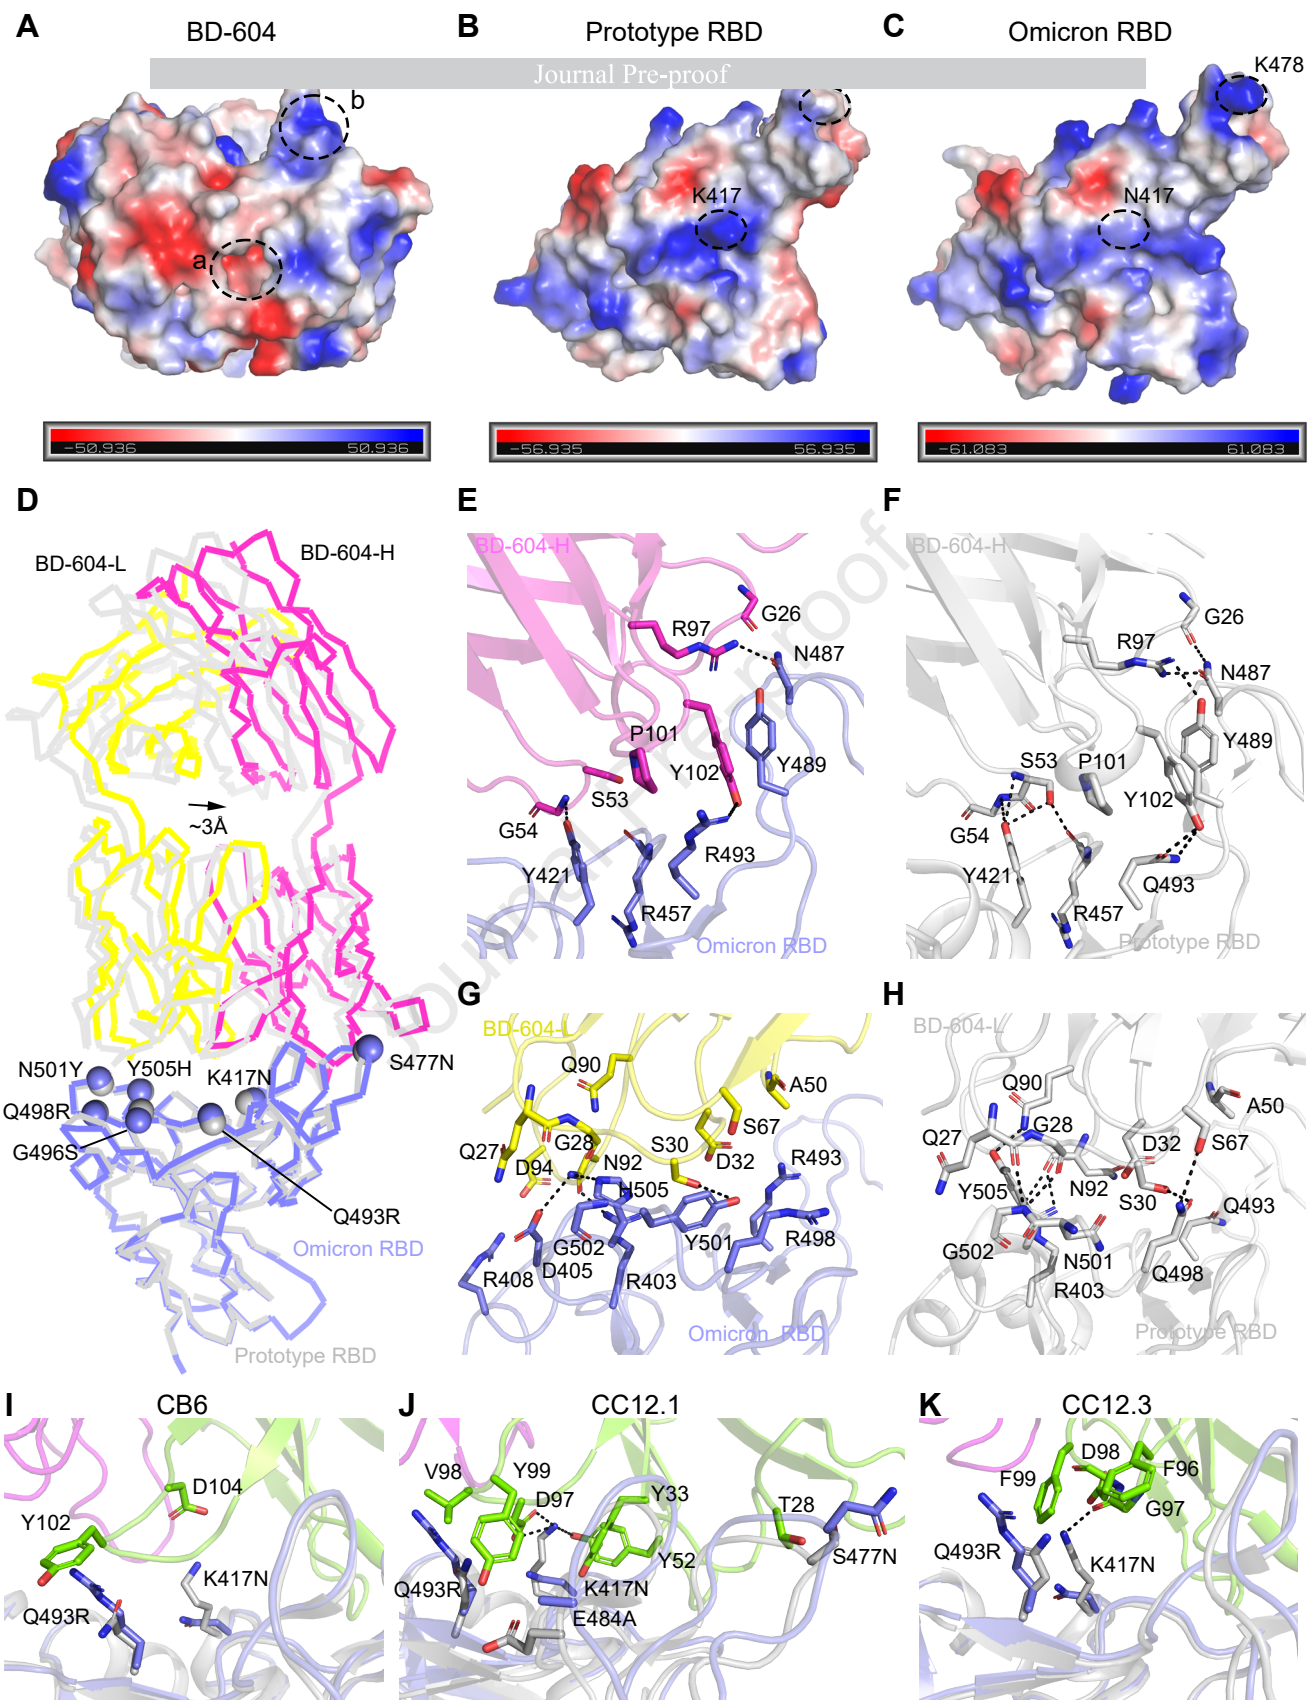 A
BD-604
B
Prototype RBD
C
Omicron RBD
Journal Pre-proof
K478
b
a
K417
N417
-50.936
50.936
-56.935
56.935
-61.083
61.083
D
BD-604-L
BD-604-H
~3Å
N501Y
Y505H
K417N
S477N
Q498R
G496S
Q493R
Omicron RBD
Prototype RBD
E
BD-604-H
G26
R97
N487
P101
Y102
Y489
S53
G54
Y421
R493
R457
Omicron RBD
F
BD-604-H
G26
R97
N487
Y489
S53
P101
Y102
G54
Y421
Q493
R457
Prototype RBD
G
BD-604-L
Q90
A50
S67
Q27
G28
S30
D32
D94
N92
R493
H505
G502
Y501
R498
D405
R408
R403
Omicron RBD
H
BD-604-L
Q90
A50
Q27
G28
D32
S67
Y505
N92
S30
Q493
G502
N501
Q498
R403
Prototype RBD
Journal Pre-proof
I
CB6
D104
Y102
K417N
Q493R
J
CC12.1
V98
Y99
D97
Y33
T28
Y52
S477N
Q493R
K417N
E484A
K
CC12.3
D98
F99
F96
G97
Q493R
K417N